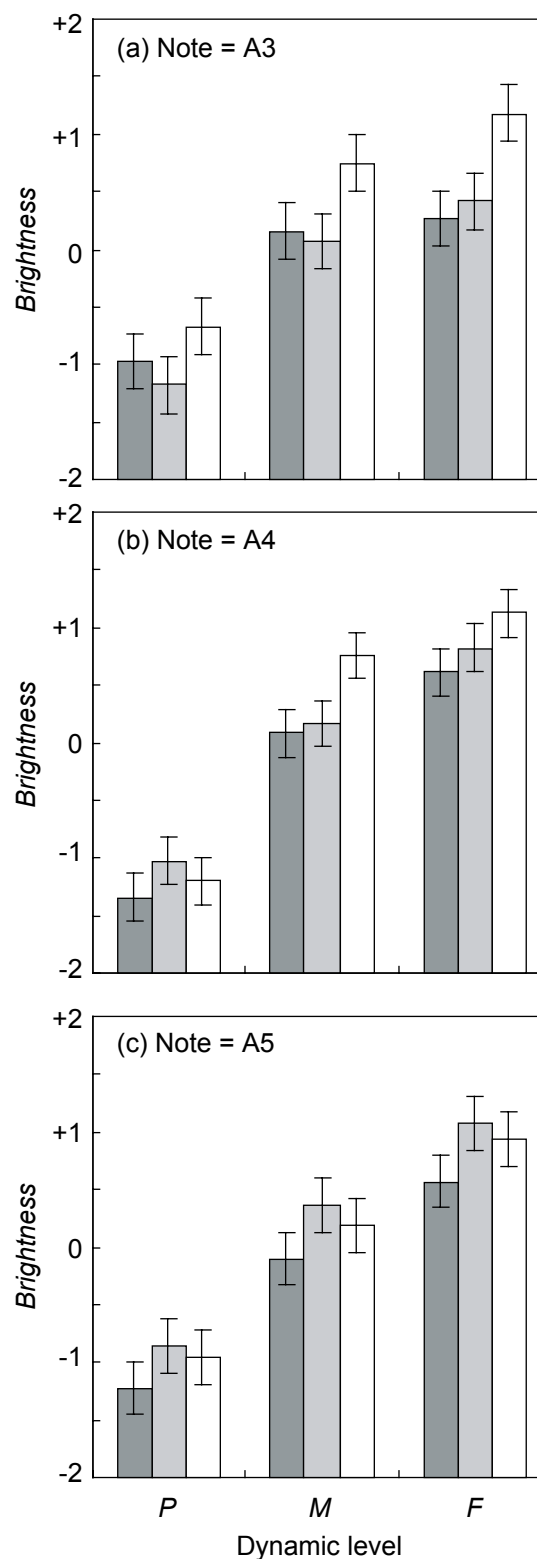 +2
(a) Note = A3
+1
0
-1
-2
Brightness
+2
(b) Note = A4
+1
0
-1
-2
Brightness
+2
(c) Note = A5
+1
0
-1
-2
Brightness
P M F
Dynamic level